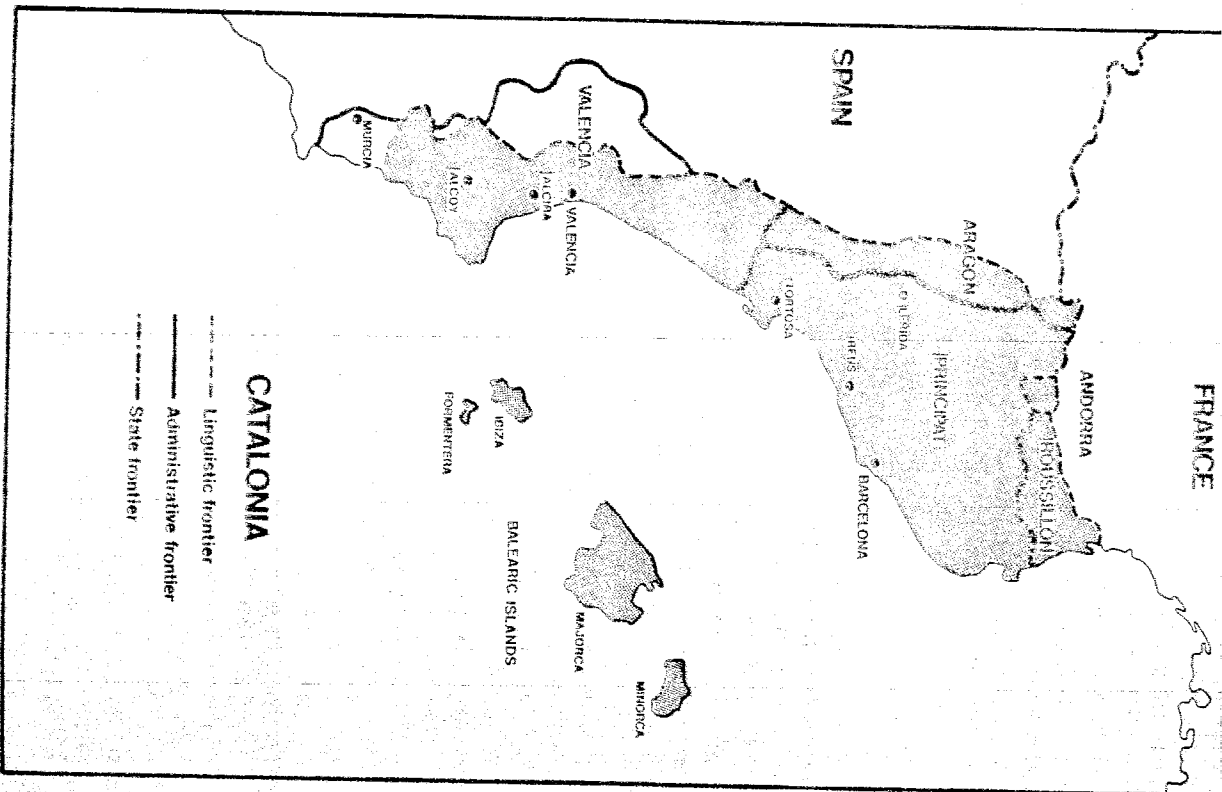 FRANCE
ANDORRA
ROUSSILLON
SPAIN
ARAGON
PRINCIPAT
LERIDA
BARCELONA
REUS
TORTOSA
VALENCIA
VALENCIA
ALCIRA
ALCOY
MURCIA
MINORCA
MAJORCA
BALEARIC ISLANDS
IBIZA
FORMENTERA
CATALONIA
Linguistic frontier
Administrative frontier
State frontier